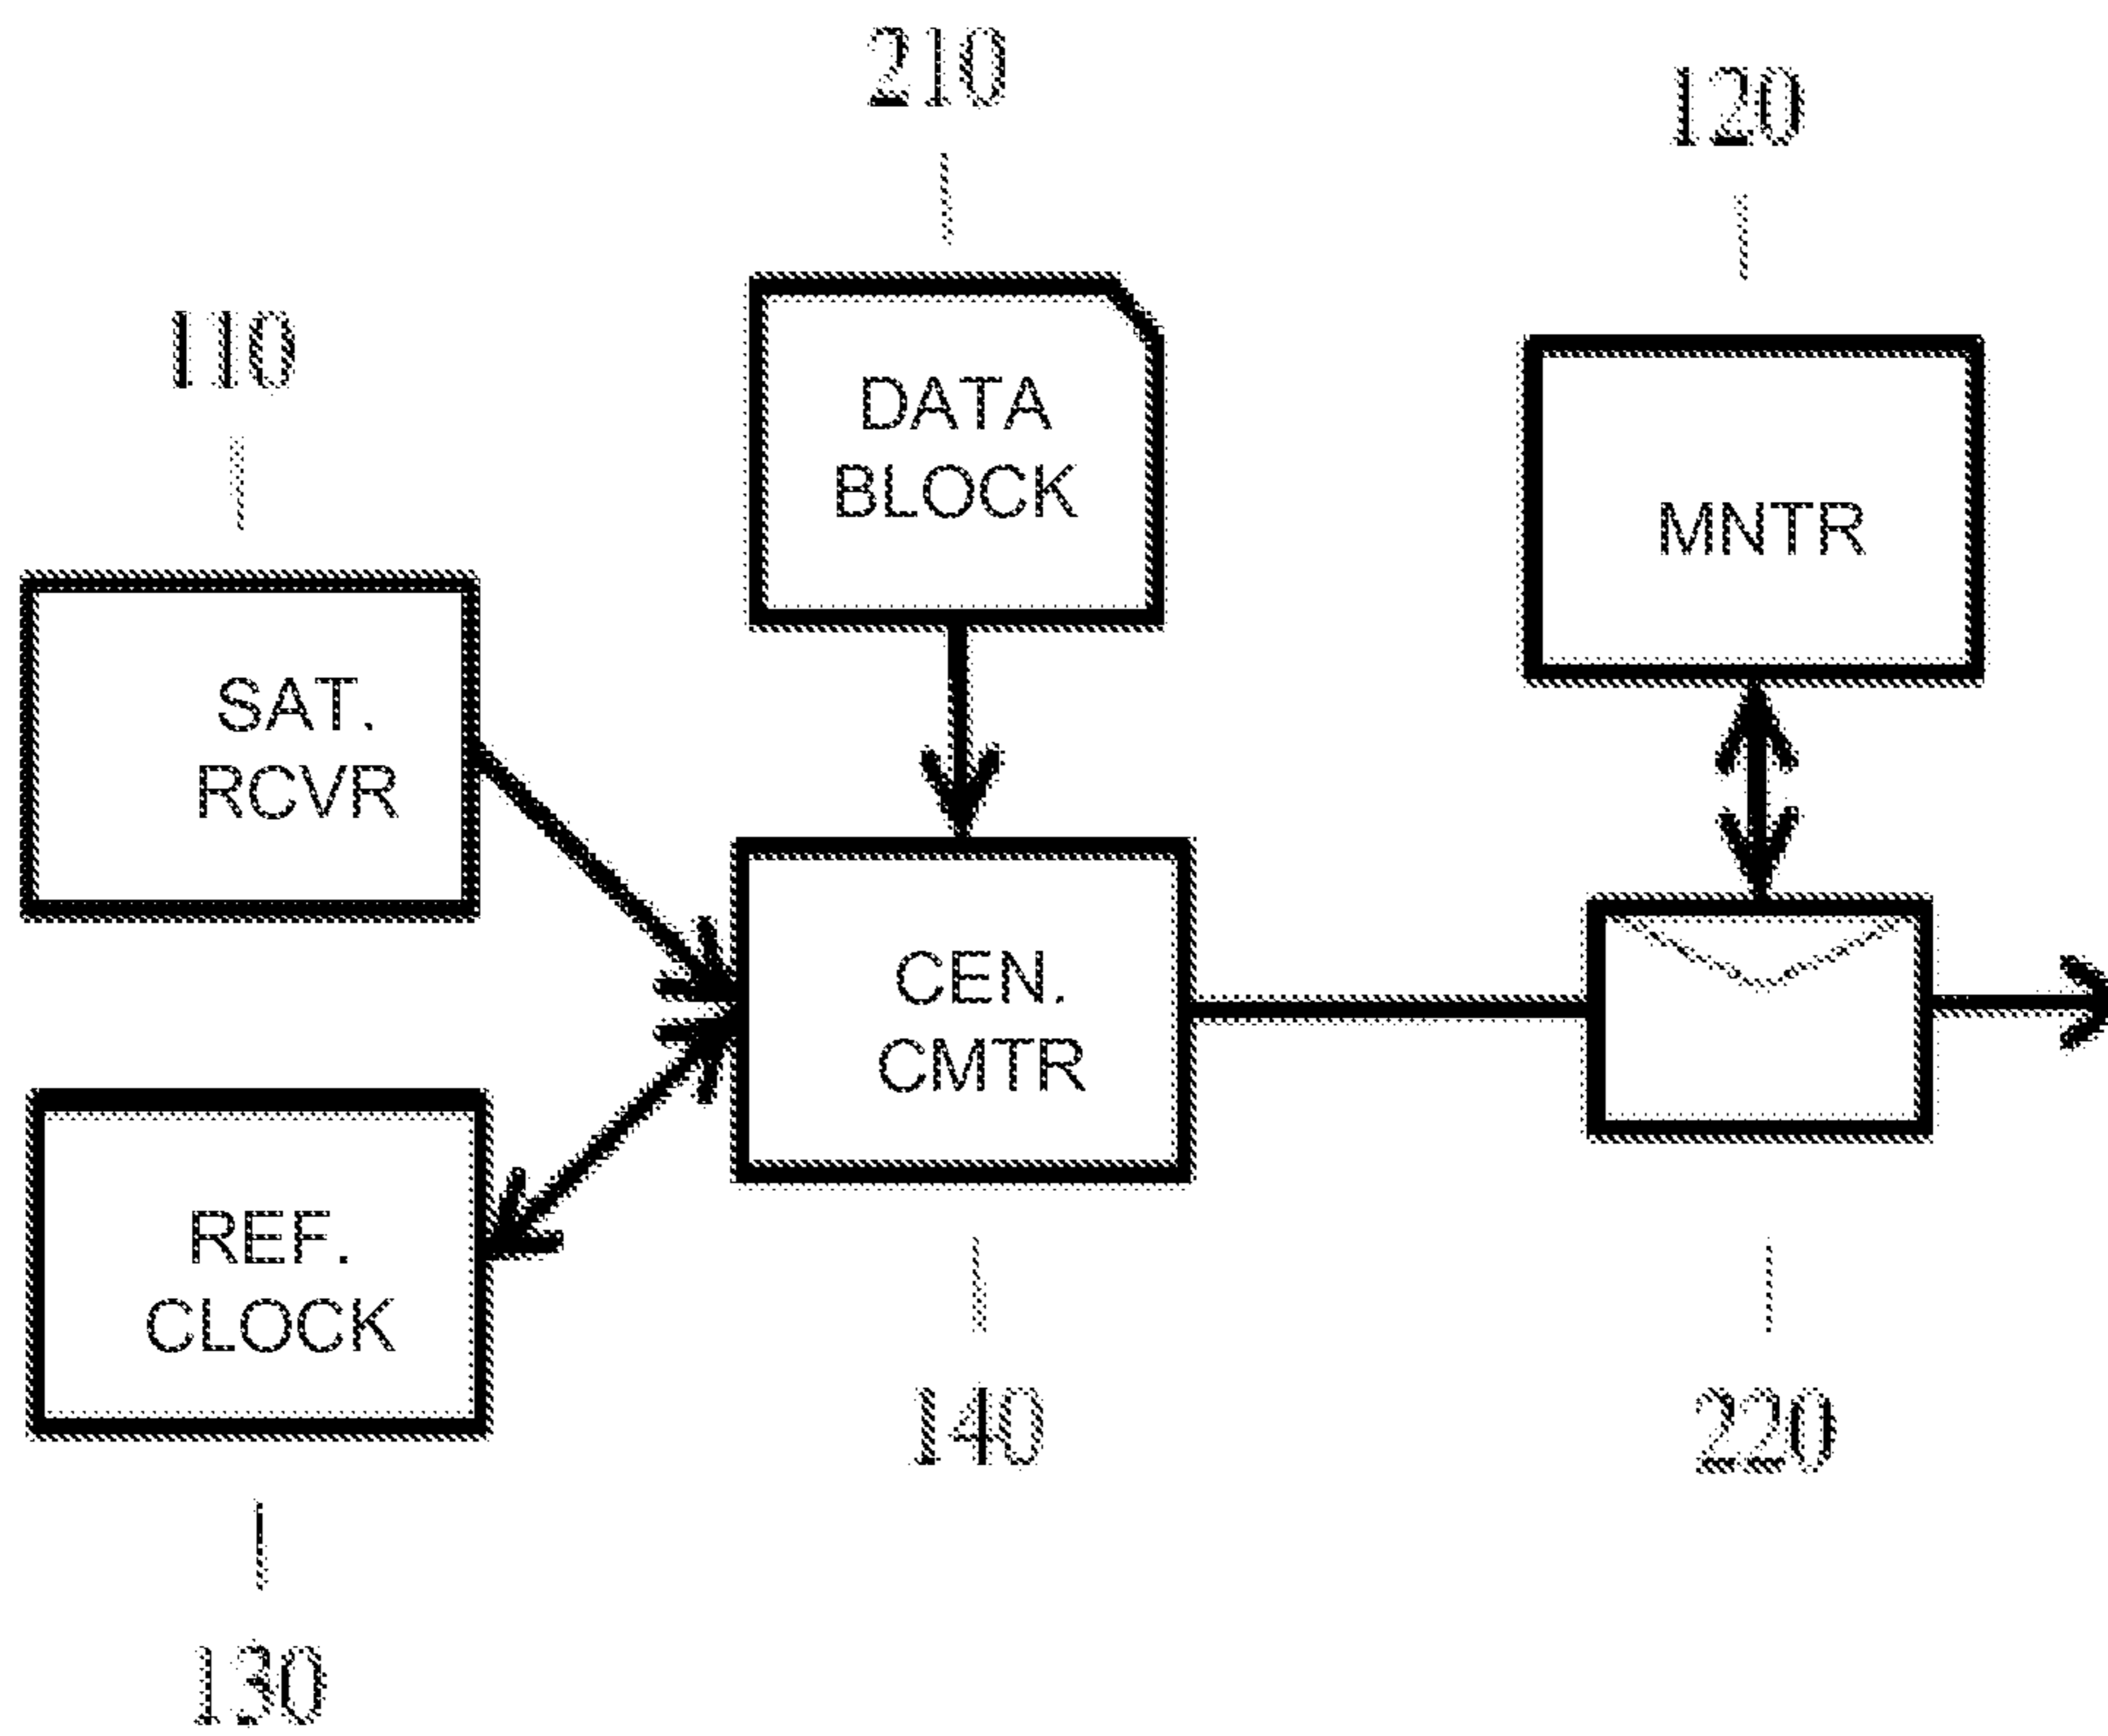 210
120
110
DATA
BLOCK
MNTR
SAT.
RCVR
CEN.
CMTR
REF.
CLOCK
140
220
130